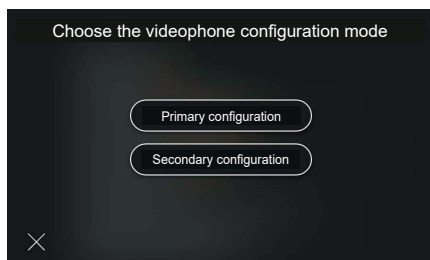 Choose the videophone configuration mode
Primary configuration
Secondary configuration